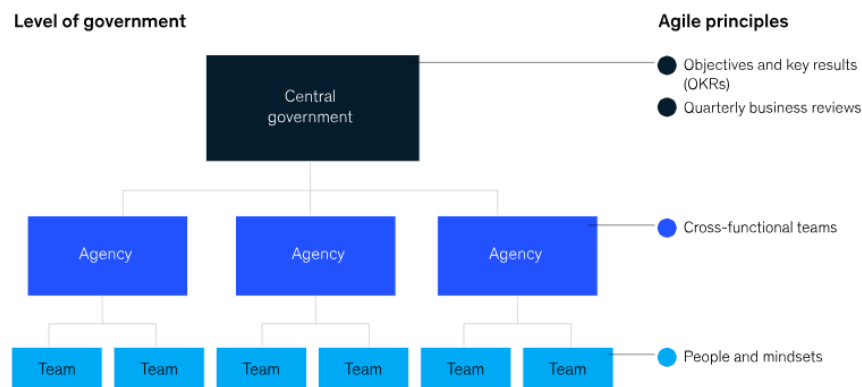 Level of government
Agile principles
Central
government
Objectives and key results
(OKRs)
Quarterly business reviews
Agency
Agency
Agency
Cross-functional teams
Team
Team
Team
Team
Team
Team
People and mindsets